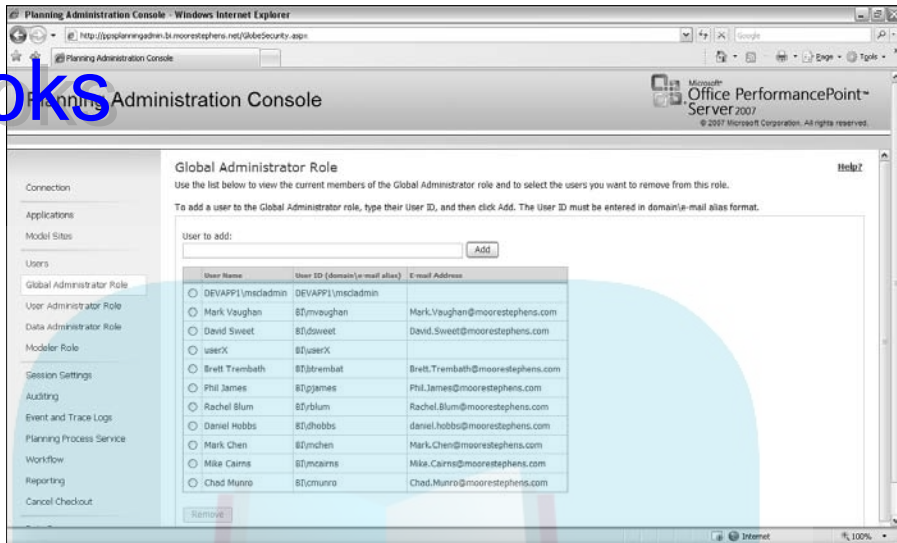 Planning Administration Console - Windows Internet Explorer
http://ppsplanningadmin.bi.moorestephens.net/GlobeSecurity.aspx
Google
Planning Administration Console
Page
Tools
oks
Planning Administration Console
Microsoft®
Office PerformancePoint™
Server 2007
© 2007 Microsoft Corporation. All rights reserved.
Connection
Applications
Model Sites
Users
Global Administrator Role
User Administrator Role
Data Administrator Role
Modeler Role
Session Settings
Auditing
Event and Trace Logs
Planning Process Service
Workflow
Reporting
Cancel Checkout
Global Administrator Role
Help?
Use the list below to view the current members of the Global Administrator role and to select the users you want to remove from this role.
To add a user to the Global Administrator role, type their User ID, and then click Add. The User ID must be entered in domain\e-mail alias format.
User to add:
Add
User Name User ID (domain\e-mail alias) E-mail Address
DEVAPP1\mscladmin DEVAPP1\mscladmin
Mark Vaughan BI\mvaughan Mark.Vaughan@moorestephens.com
David Sweet BI\dsweet David.Sweet@moorestephens.com
userX BI\userX
Brett Trembath BI\btrembat Brett.Trembath@moorestephens.com
Phil James BI\pjames Phil.James@moorestephens.com
Rachel Blum BI\rblum Rachel.Blum@moorestephens.com
Daniel Hobbs BI\dhobbs daniel.hobbs@moorestephens.com
Mark Chen BI\mchen Mark.Chen@moorestephens.com
Mike Cairns BI\mcairns Mike.Cairns@moorestephens.com
Chad Munro BI\cmunro Chad.Munro@moorestephens.com
Remove
Internet
100%